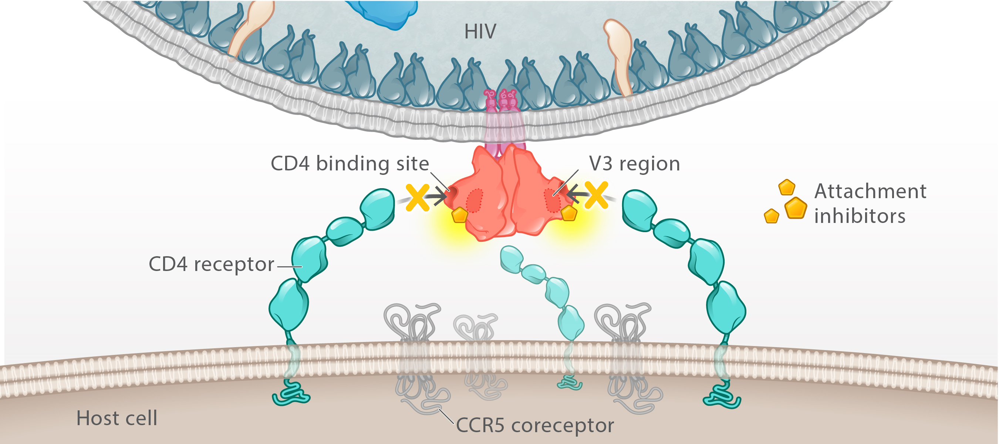 HIV
CD4 binding site
V3 region
Attachment
inhibitors
CD4 receptor
Host cell
CCR5 coreceptor